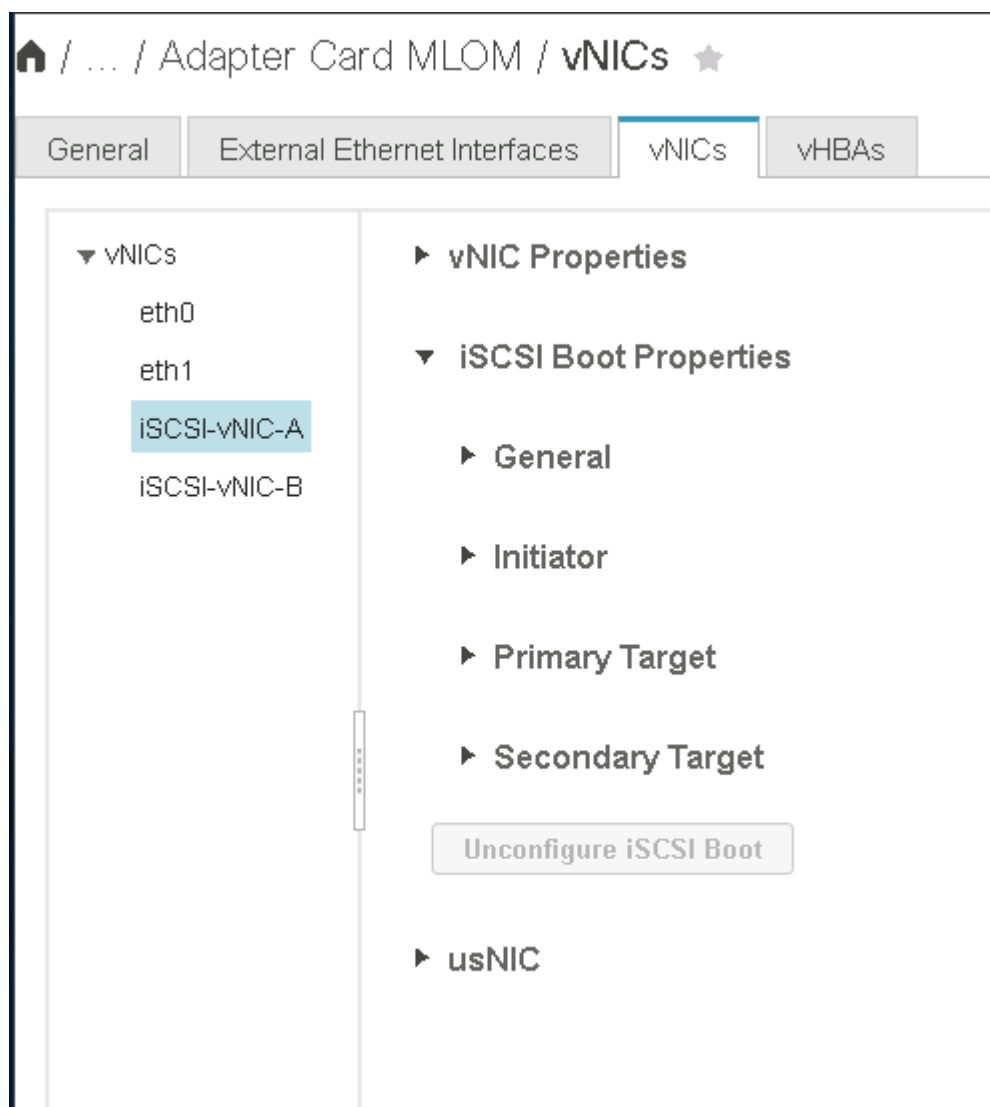 / ... / Adapter Card MLOM / vNICs
General External Ethernet Interfaces vNICs vHBAs
vNICs
eth0
eth1
iSCSI-vNIC-A
iSCSI-vNIC-B
vNIC Properties
iSCSI Boot Properties
General
Initiator
Primary Target
Secondary Target
Unconfigure iSCSI Boot
usNIC